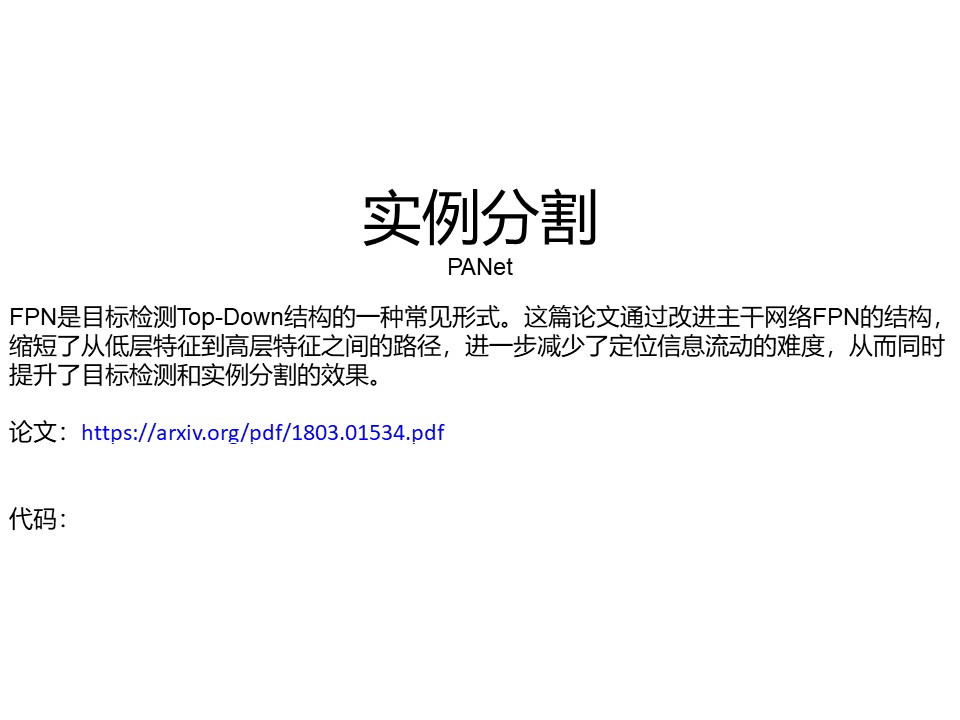 实例分割
PANet
FPN是目标检测Top-Down结构的一种常见形式。这篇论文通过改进主干网络FPN的结构，
缩短了从低层特征到高层特征之间的路径，进一步减少了定位信息流动的难度，从而同时
提升了目标检测和实例分割的效果。
论文：https://arxiv.org/pdf/1803.01534.pdf
代码：